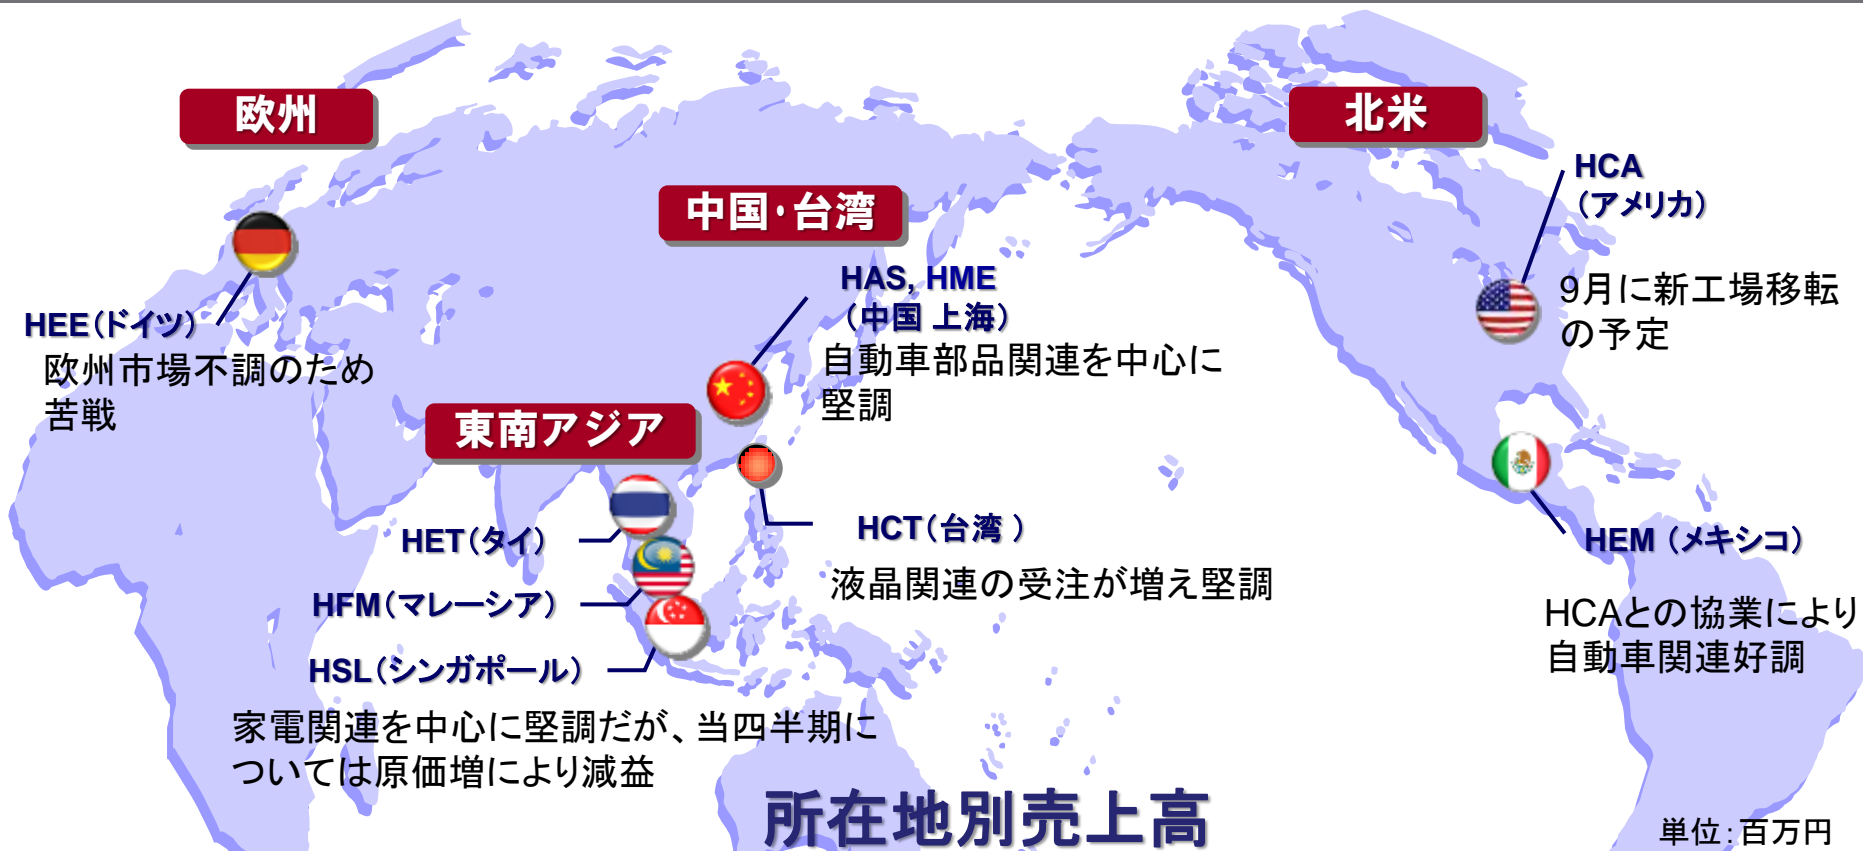 欧州
北米
HCA
（アメリカ）
中国・台湾
HAS, HME
（中国 上海）
9月に新工場移転
の予定
HEE（ドイツ）
欧州市場不調のため
苦戦
自動車部品関連を中心に
堅調
東南アジア
HET（タイ）
HCT（台湾 ）
HEM （メキシコ）
液晶関連の受注が増え堅調
HFM（マレーシア）
HCAとの協業により
自動車関連好調
HSL（シンガポール）
家電関連を中心に堅調だが、当四半期に
ついては原価増により減益
所在地別売上高
単位：百万円